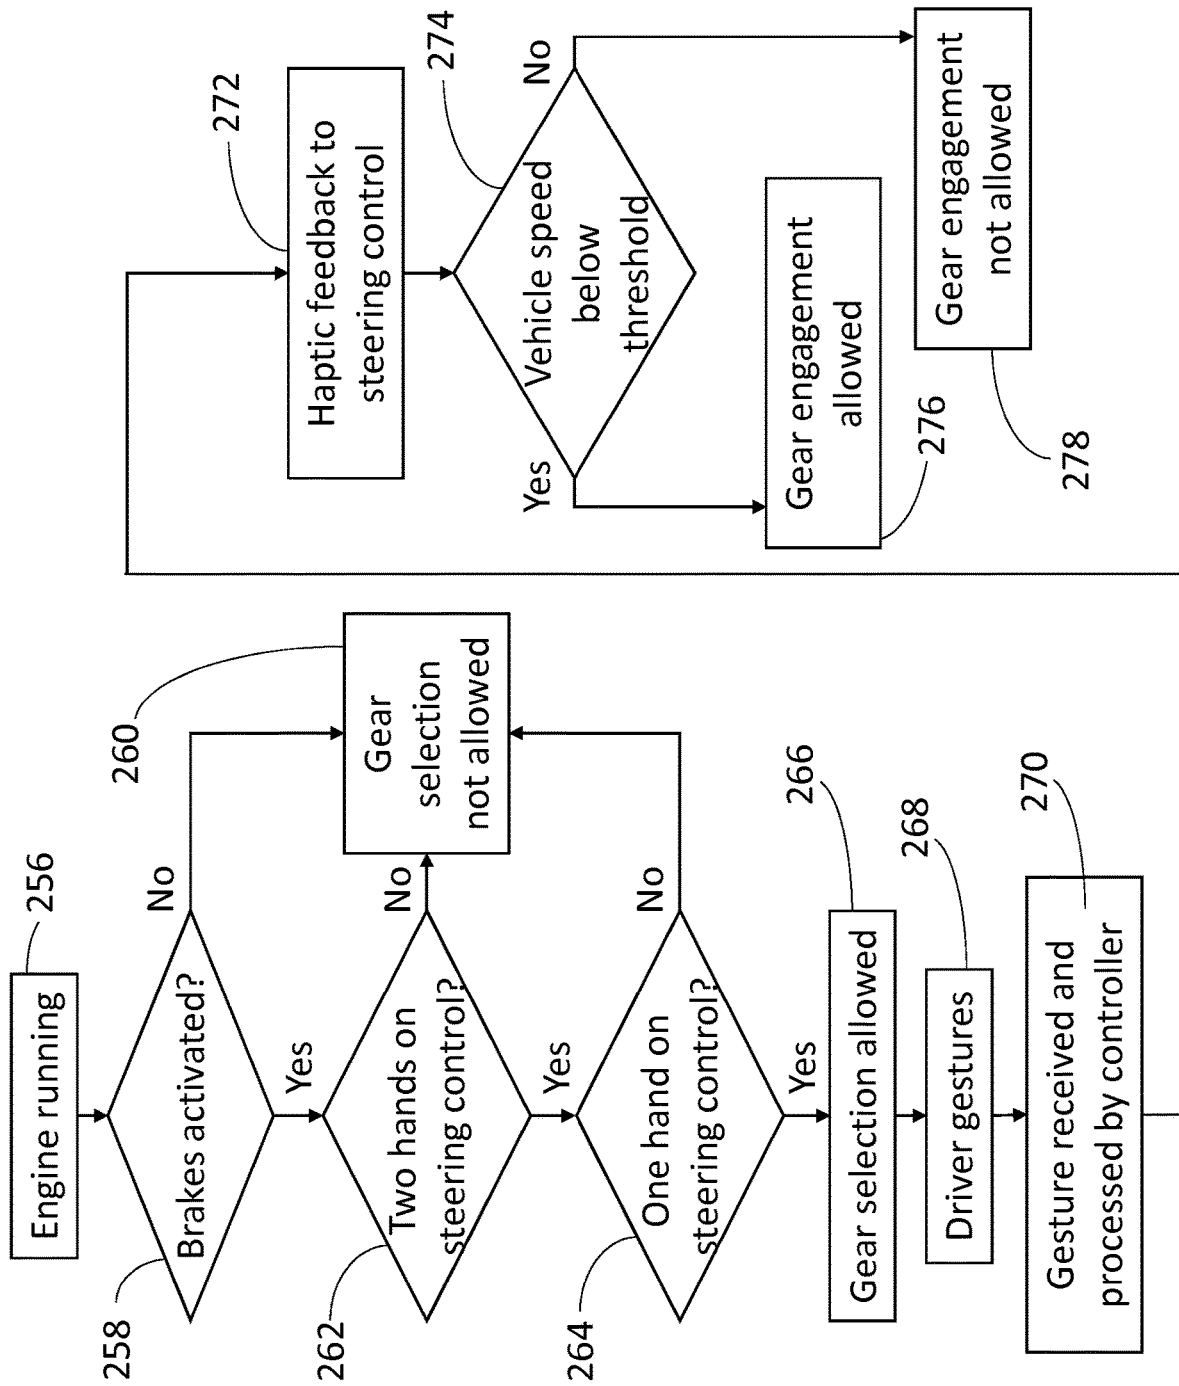 Engine running
256
Brakes activated?
258
No
Yes
260
Gear
selection
not allowed
Two hands on
steering control?
262
No
Yes
One hand on
steering control?
264
No
Yes
Gear selection allowed
266
Driver gestures
268
Gesture received and
processed by controller
270
272
Haptic feedback to
steering control
274
Vehicle speed
below
threshold
Yes
No
Gear engagement
allowed
276
Gear engagement
not allowed
278